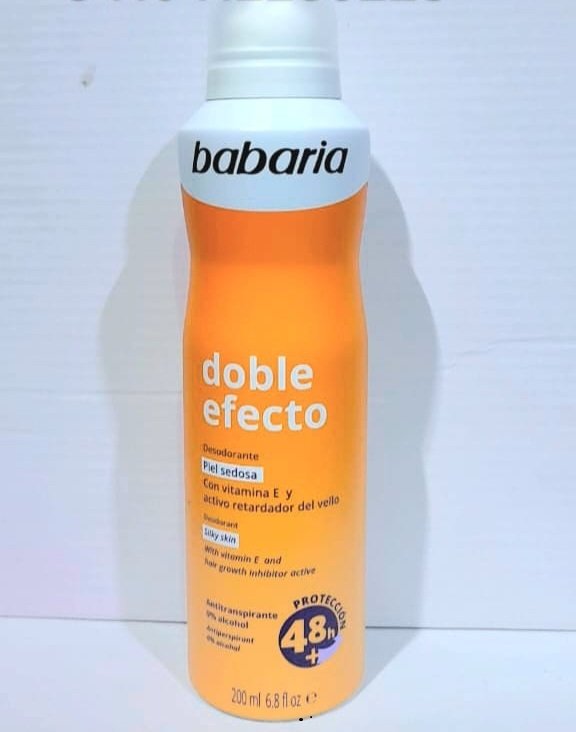 babaria
doble
efecto
Desodorante
Piel sedosa
Con vitamina E y
activo retardador del vello
Deodorant
Silky skin
With vitamin E and
hair growth inhibitor active
Antitranspirante
0% alcohol
Antiperspirant
0% alcohol
PROTECCIÓN
48h
+
200 ml 6.8 fl oz ℮